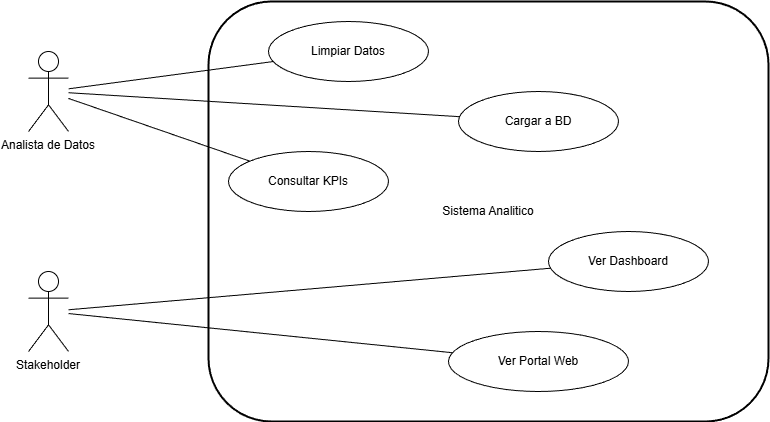 Limpiar Datos
Cargar a BD
Analista de Datos
Consultar KPIs
Sistema Analitico
Ver Dashboard
Stakeholder
Ver Portal Web